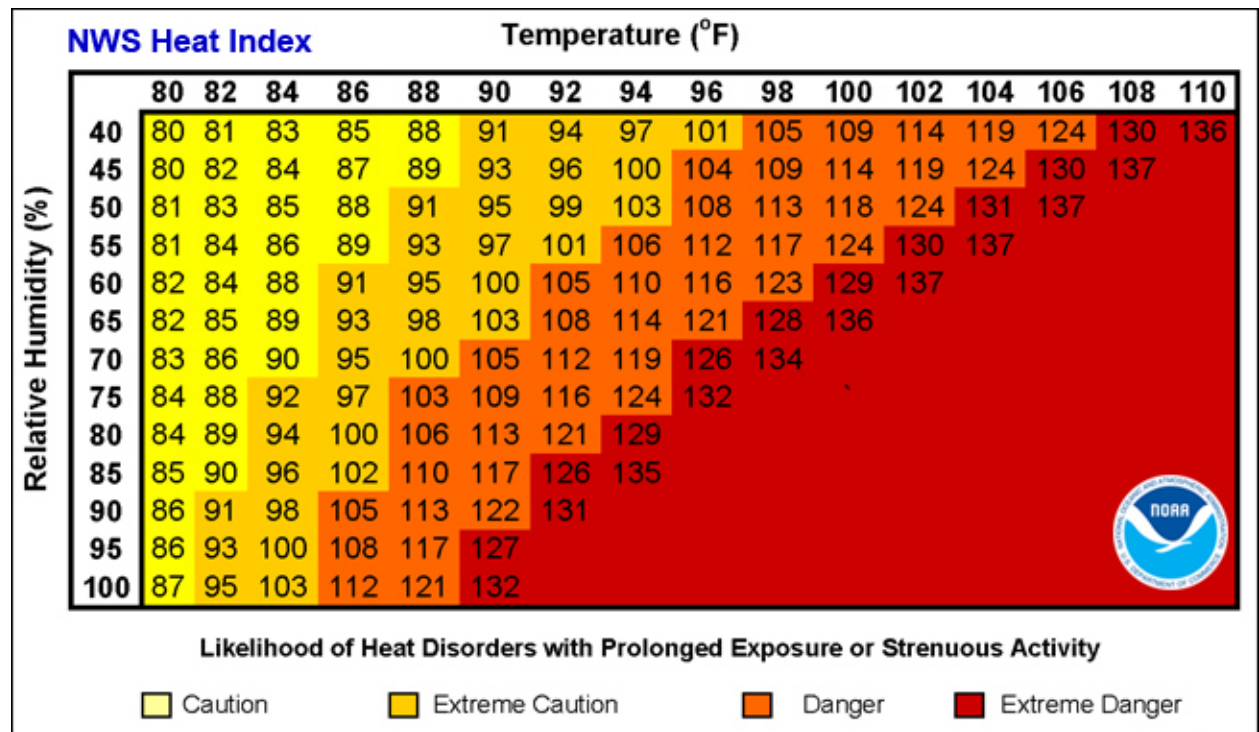 NWS Heat Index
Temperature (°F)
80 82 84 86 88 90 92 94 96 98 100 102 104 106 108 110
Relative Humidity (%)
40 80 81 83 85 88 91 94 97 101 105 109 114 119 124 130 136
45 80 82 84 87 89 93 96 100 104 109 114 119 124 130 137
50 81 83 85 88 91 95 99 103 108 113 118 124 131 137
55 81 84 86 89 93 97 101 106 112 117 124 130 137
60 82 84 88 91 95 100 105 110 116 123 129 137
65 82 85 89 93 98 103 108 114 121 128 136
70 83 86 90 95 100 105 112 119 126 134
75 84 88 92 97 103 109 116 124 132
80 84 89 94 100 106 113 121 129
85 85 90 96 102 110 117 126 135
90 86 91 98 105 113 122 131
95 86 93 100 108 117 127
100 87 95 103 112 121 132
NATIONAL OCEANIC AND ATMOSPHERIC ADMINISTRATION
NOAA
U.S. DEPARTMENT OF COMMERCE
Likelihood of Heat Disorders with Prolonged Exposure or Strenuous Activity
Caution
Extreme Caution
Danger
Extreme Danger